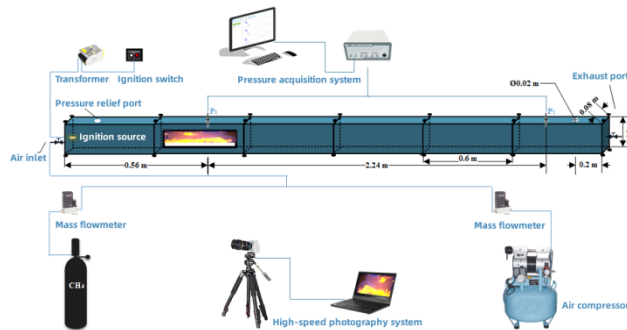 Transformer
Ignition switch
Pressure acquisition system
Exhaust port
Ø0.02 m
0.08 m
Pressure relief port
P₁
P₂
Ignition source
Air inlet
0.56 m
2.24 m
0.6 m
0.2 m
Mass flowmeter
Mass flowmeter
CH₄
High-speed photography system
Air compressor